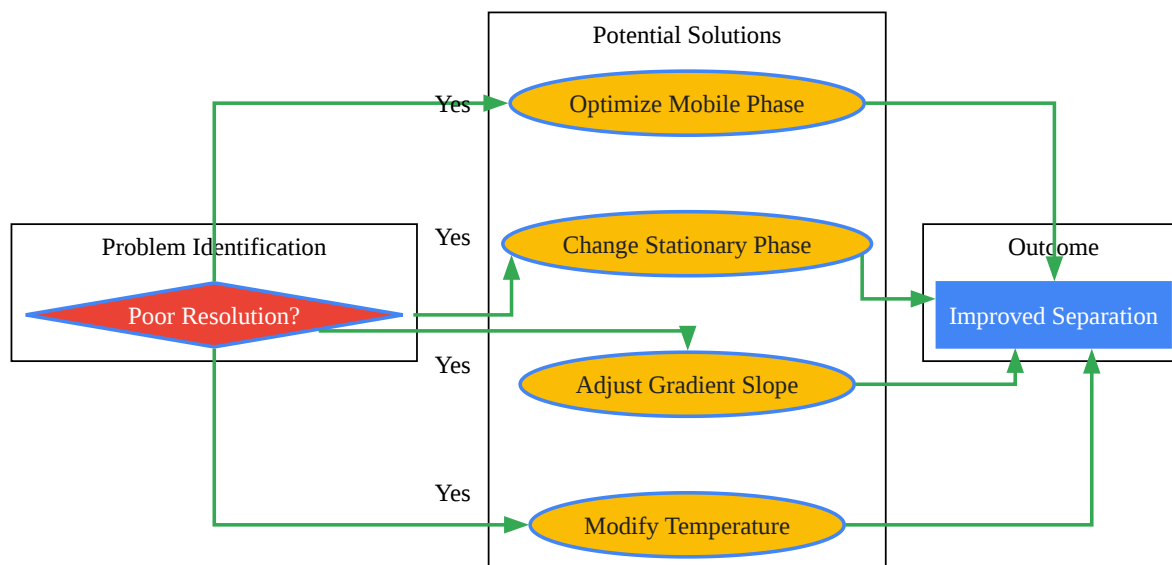 Potential Solutions
Yes
Optimize Mobile Phase
Yes
Change Stationary Phase
Problem Identification
Outcome
Poor Resolution?
Improved Separation
Yes
Adjust Gradient Slope
Yes
Modify Temperature